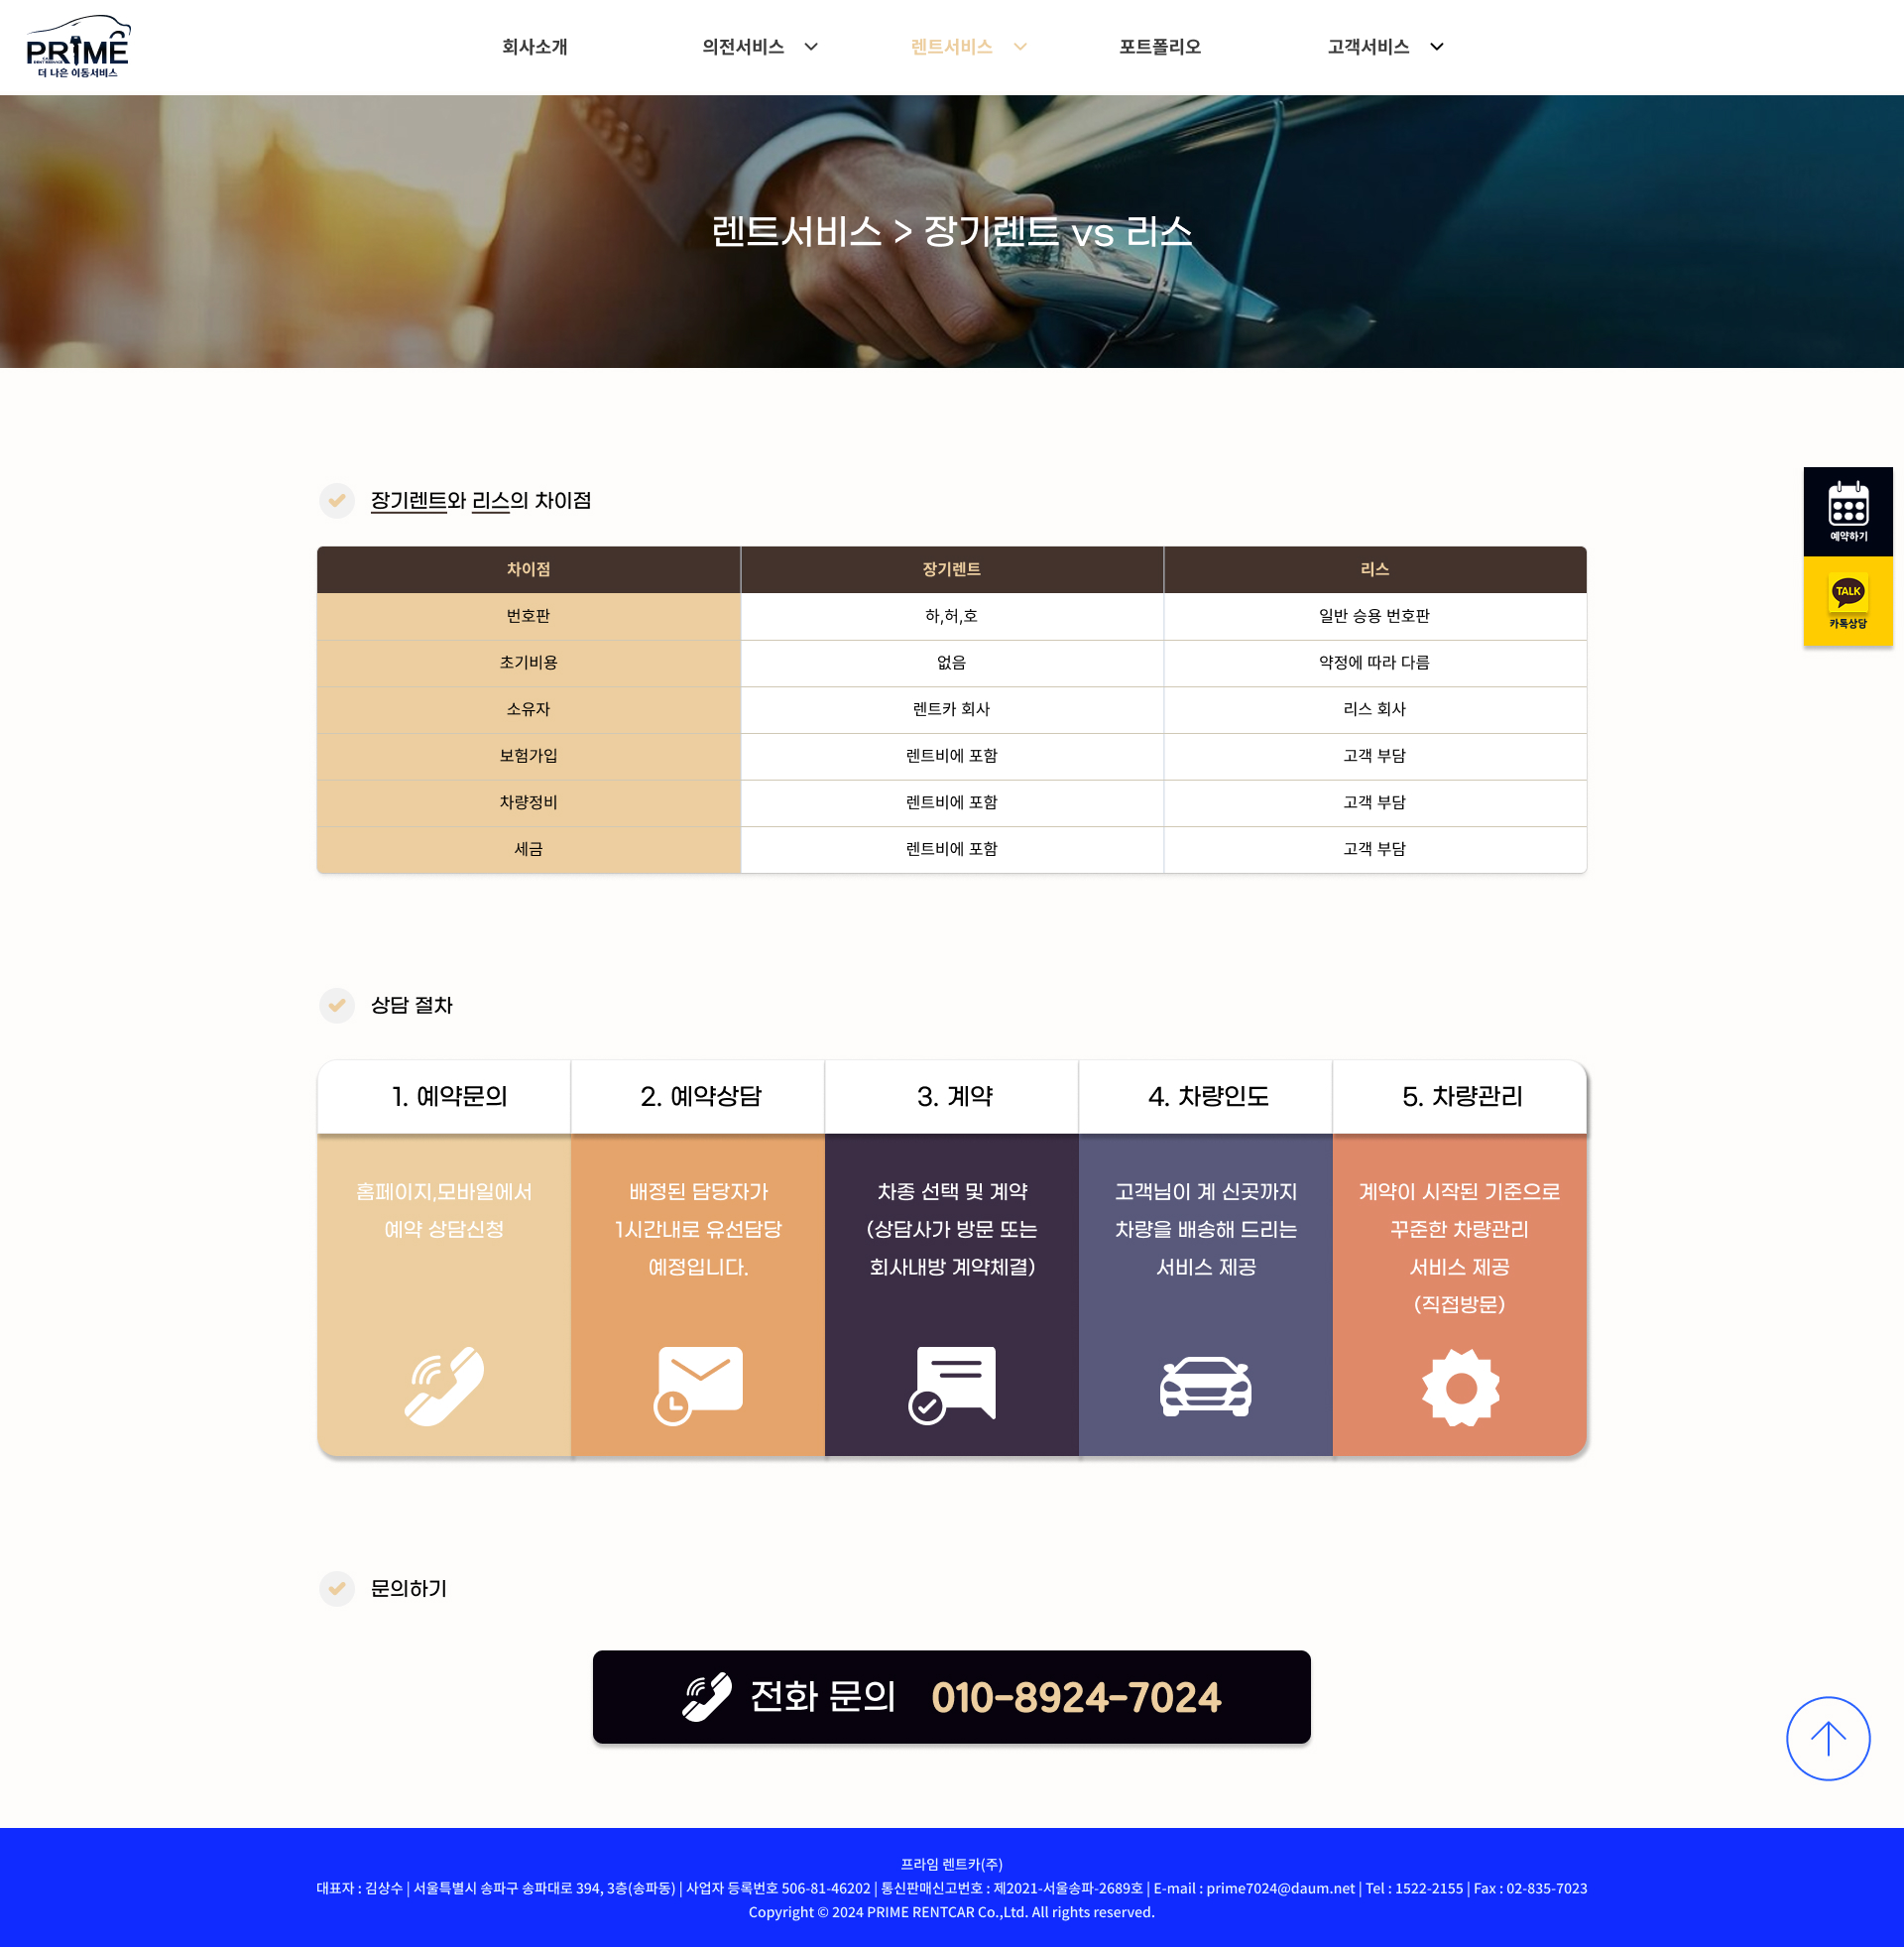 PRIME
더 나은 이동서비스
회사소개
의전서비스
렌트서비스
포트폴리오
고객서비스
렌트서비스 > 장기렌트 vs 리스
예약하기
TALK
카톡상담
장기렌트와 리스의 차이점
차이점 장기렌트 리스
번호판 하,허,호 일반 승용 번호판
초기비용 없음 약정에 따라 다름
소유자 렌트카 회사 리스 회사
보험가입 렌트비에 포함 고객 부담
차량정비 렌트비에 포함 고객 부담
세금 렌트비에 포함 고객 부담
상담 절차
1. 예약문의
홈페이지,모바일에서
예약 상담신청
2. 예약상담
배정된 담당자가
1시간내로 유선담당
예정입니다.
3. 계약
차종 선택 및 계약
(상담사가 방문 또는
회사내방 계약체결)
4. 차량인도
고객님이 계 신곳까지
차량을 배송해 드리는
서비스 제공
5. 차량관리
계약이 시작된 기준으로
꾸준한 차량관리
서비스 제공
(직접방문)
문의하기
전화 문의 010-8924-7024
프라임 렌트카(주)
대표자 : 김상수 | 서울특별시 송파구 송파대로 394, 3층(송파동) | 사업자 등록번호 506-81-46202 | 통신판매신고번호 : 제2021-서울송파-2689호 | E-mail : prime7024@daum.net | Tel : 1522-2155 | Fax : 02-835-7023
Copyright © 2024 PRIME RENTCAR Co.,Ltd. All rights reserved.